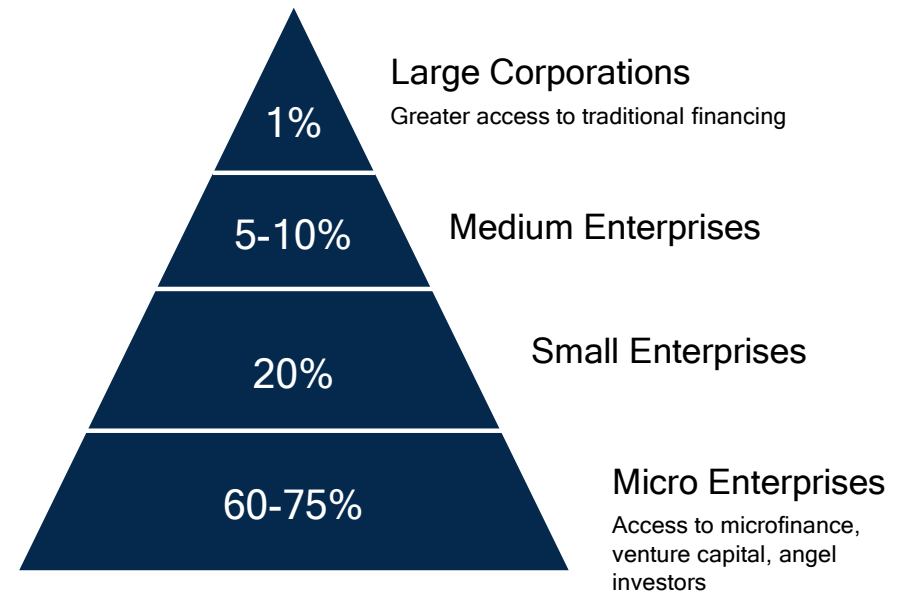 Large Corporations
1%
Greater access to traditional financing
5-10%
Medium Enterprises
Small Enterprises
20%
Micro Enterprises
60-75%
Access to microfinance,
venture capital, angel
investors